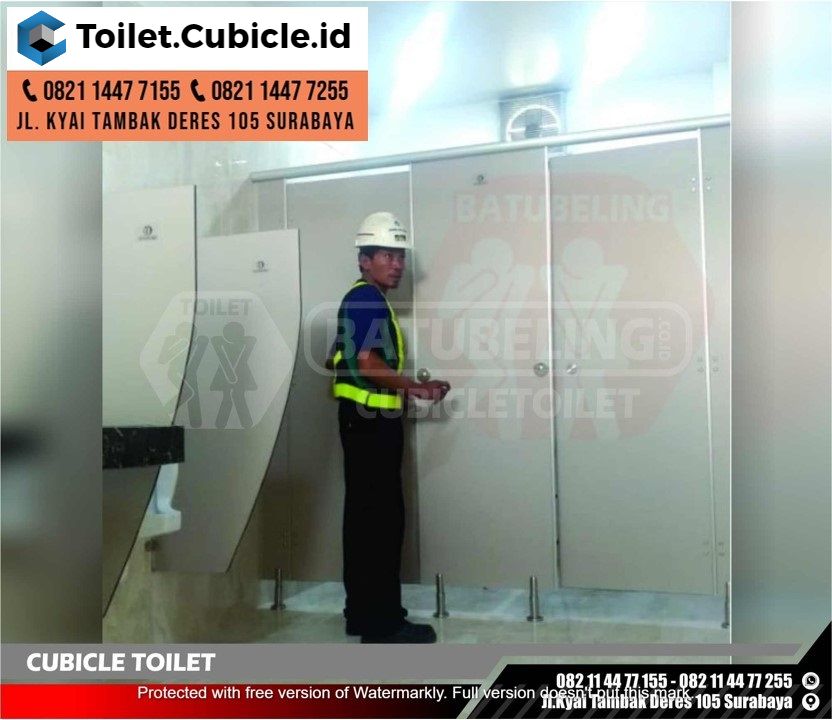 Toilet.Cubicle.id
0821 1447 7155 0821 1447 7255
JL. KYAI TAMBAK DERES 105 SURABAYA
BATUBELING
TOILET
BATUBELING.CO.ID
CUBICLETOILET
CUBICLE TOILET
082 11 44 77 155 - 082 11 44 77 255
Jl.Kyai Tambak Deres 105 Surabaya
Protected with free version of Watermarkly. Full version doesn't put this mark.